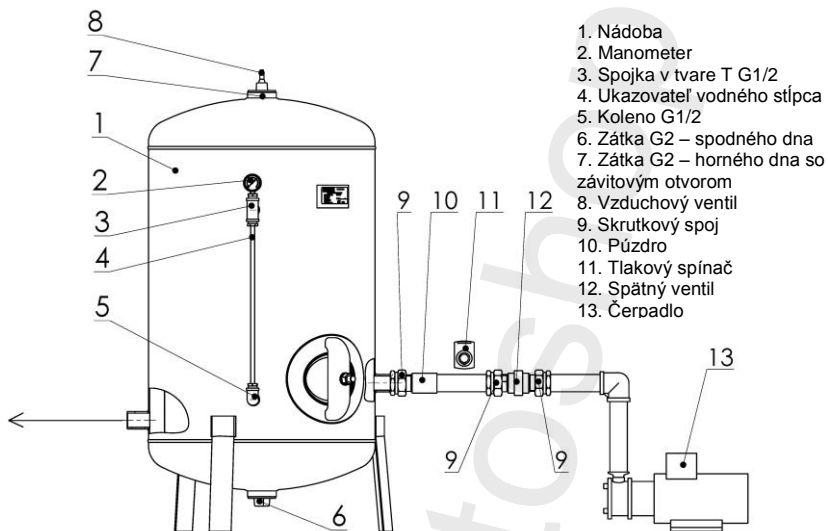 8
7
1
2
3
4
5
6
9
10
11
12
9
9
13
1. Nádoba
2. Manometer
3. Spojka v tvare T G1/2
4. Ukazovateľ vodného stĺpca
5. Koleno G1/2
6. Zátka G2 – spodného dna
7. Zátka G2 – horného dna so
závitovým otvorom
8. Vzduchový ventil
9. Skrutkový spoj
10. Púzdro
11. Tlakový spínač
12. Spätný ventil
13. Čerpadlo